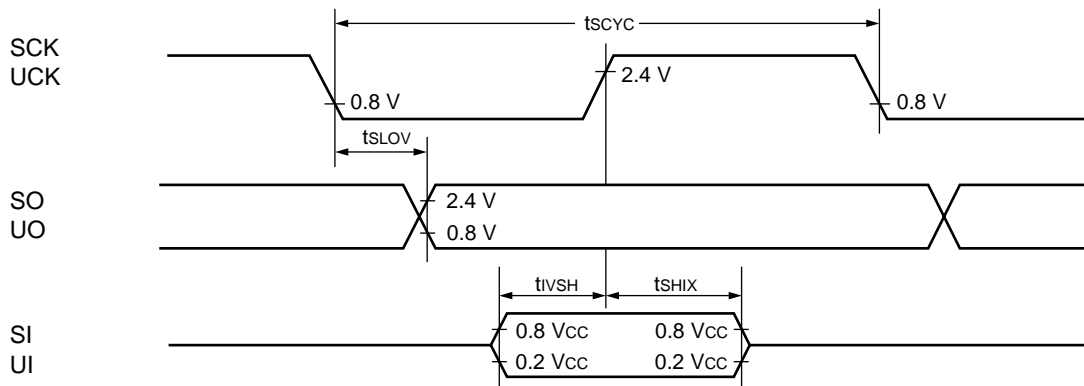 tSCYC
SCK
UCK
2.4 V
0.8 V
0.8 V
tSLOV
SO
UO
2.4 V
0.8 V
tIVSH
tSHIX
SI
UI
0.8 VCC
0.8 VCC
0.2 VCC
0.2 VCC